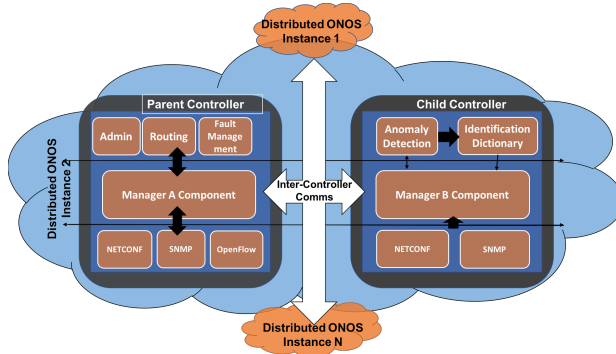 Distributed ONOS
Instance 1
Parent Controller
Child Controller
Admin
Routing
Fault
Manage
ment
Anomaly
Detection
Identification
Dictionary
Distributed ONOS
Instance 2
Manager A Component
Inter-Controller
Comms
Manager B Component
NETCONF
SNMP
OpenFlow
NETCONF
SNMP
Distributed ONOS
Instance N